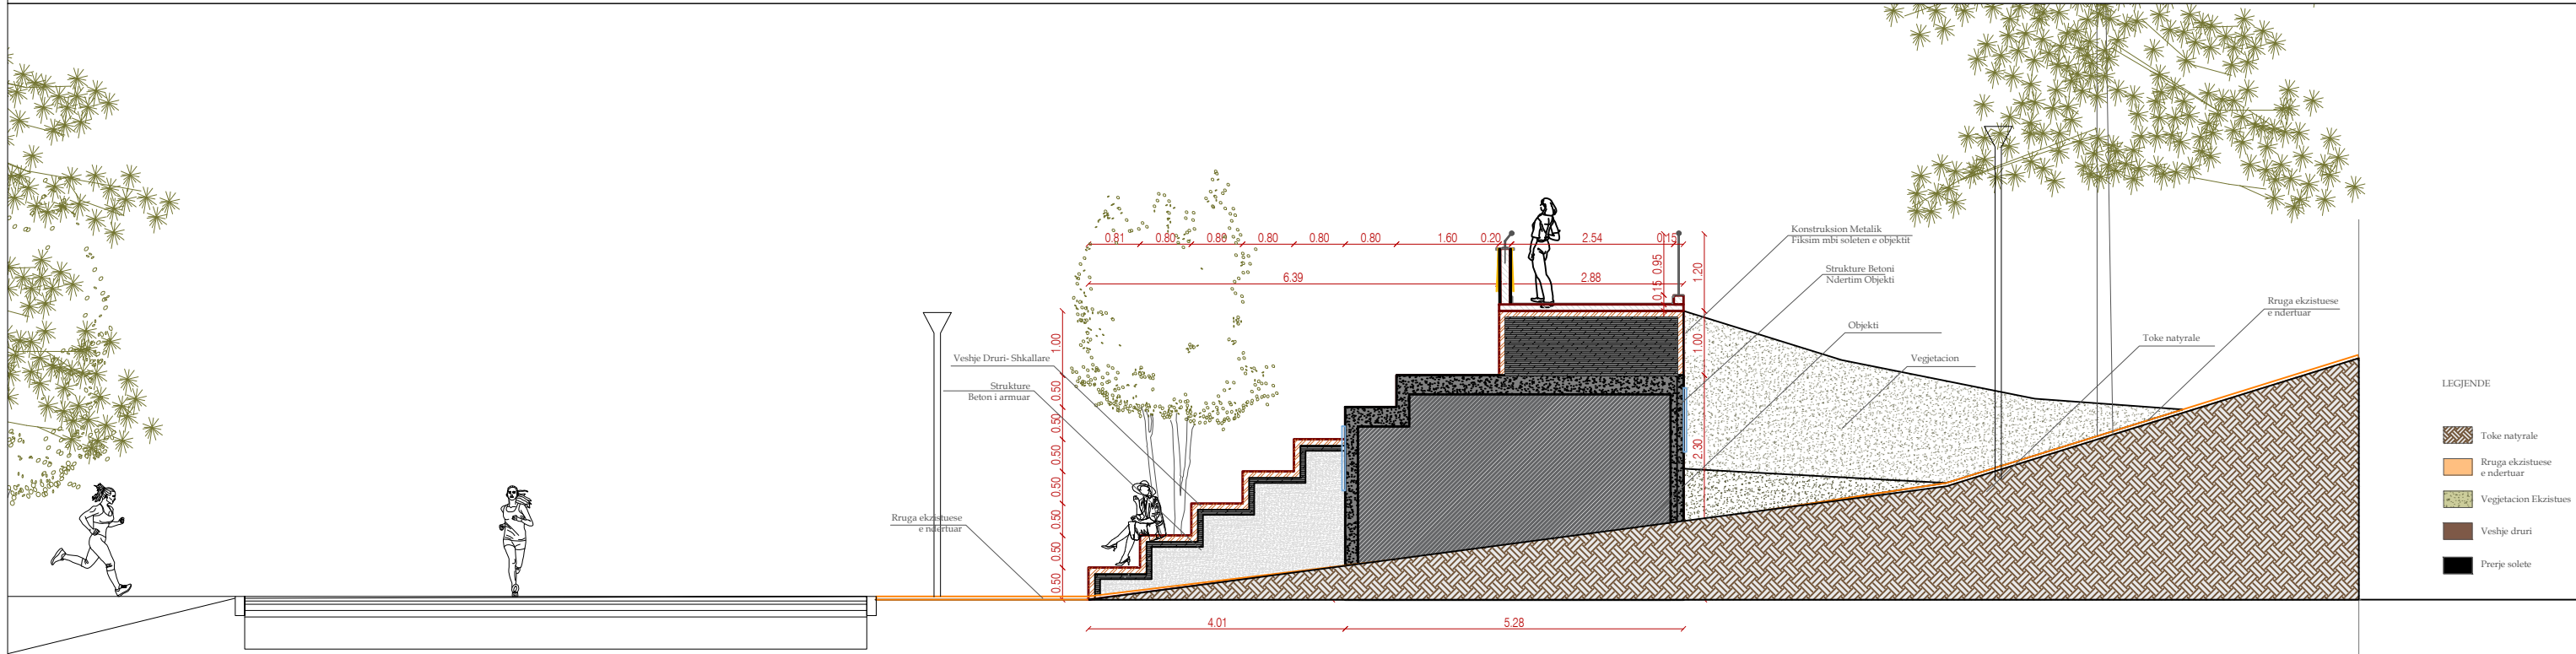 0.81 0.80 0.80 0.80 0.80 0.80 1.60 0.20 2.54 0.15
6.39 2.88
0.95
0.15
1.20
1.00
2.30
1.00
0.50
0.50
0.50
0.50
0.50
0.50
0.50
4.01 5.28
Veshje Druri- Shkallare
Strukture
Beton i armuar
Rruga ekzistuese
e ndertuar
Konstruksion Metalik
Fiksim mbi soleten e objektit
Strukture Betoni
Ndertim Objekti
Objekti
Vegjetacion
Toke natyrale
Rruga ekzistuese
e ndertuar
LEGJENDE
Toke natyrale
Rruga ekzistuese
e ndertuar
Vegjetacion Ekzistues
Veshje druri
Prerje solete